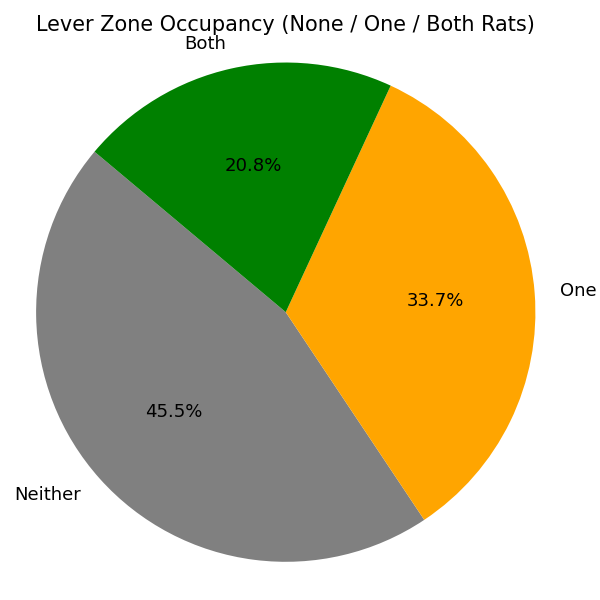 Lever Zone Occupancy (None / One / Both Rats)
Both
20.8%
One
33.7%
45.5%
Neither